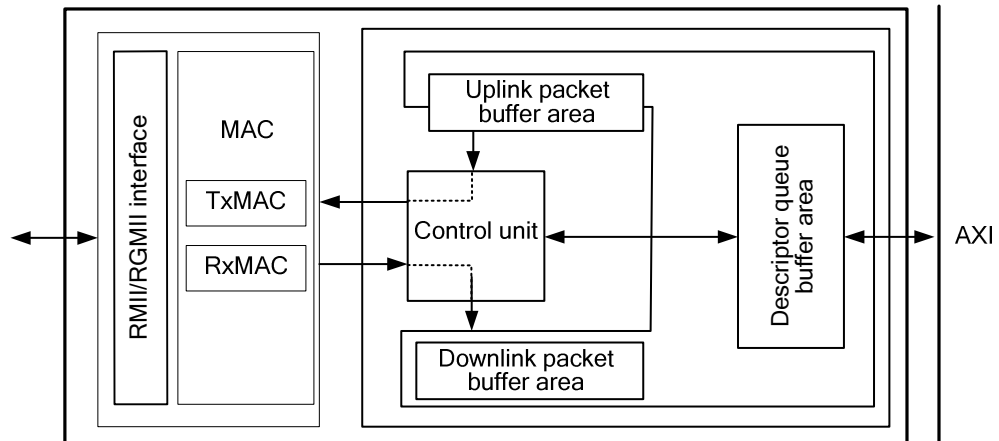 RMII/RGMII interface
MAC
TxMAC
RxMAC
Uplink packet
buffer area
Control unit
Downlink packet
buffer area
Descriptor queue
buffer area
AXI